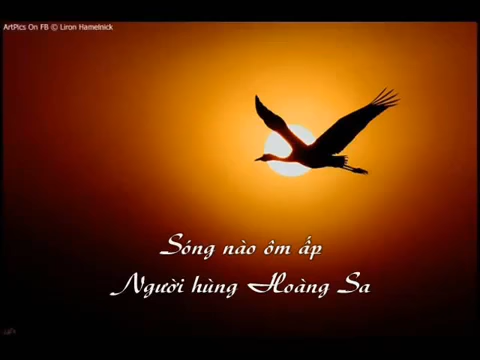 ArtPics On FB © Liron Hamelnick
Sóng nào ôm ấp
Người hùng Hoàng Sa